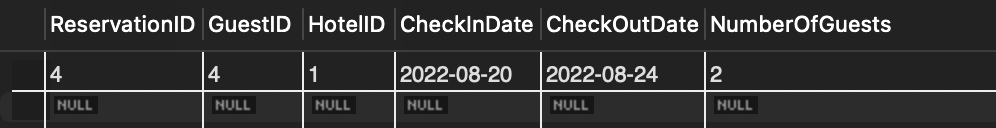 ReservationID GuestID HotelID CheckInDate CheckOutDate NumberOfGuests
4 4 1 2022-08-20 2022-08-24 2
NULL NULL NULL NULL NULL NULL